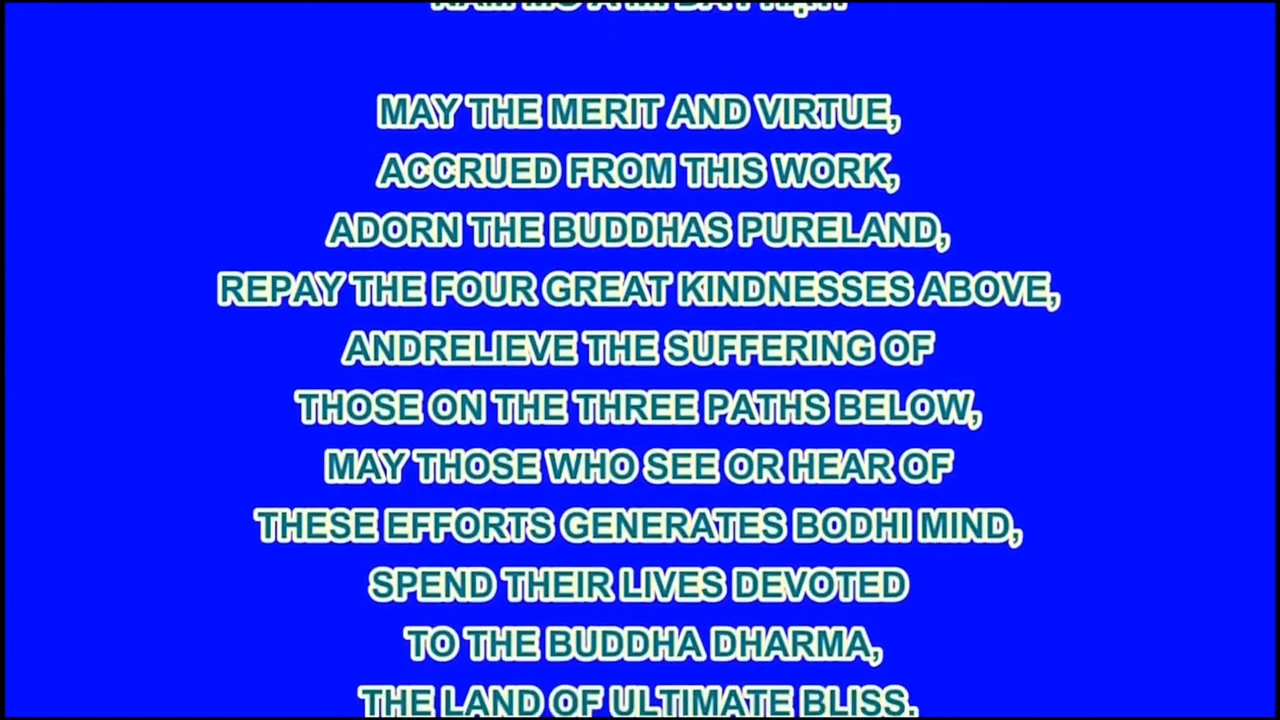 MAY THE MERIT AND VIRTUE,
ACCRUED FROM THIS WORK,
ADORN THE BUDDHAS PURELAND,
REPAY THE FOUR GREAT KINDNESSES ABOVE,
ANDRELIEVE THE SUFFERING OF
THOSE ON THE THREE PATHS BELOW,
MAY THOSE WHO SEE OR HEAR OF
THESE EFFORTS GENERATES BODHI MIND,
SPEND THEIR LIVES DEVOTED
TO THE BUDDHA DHARMA,
THE LAND OF ULTIMATE BLISS.